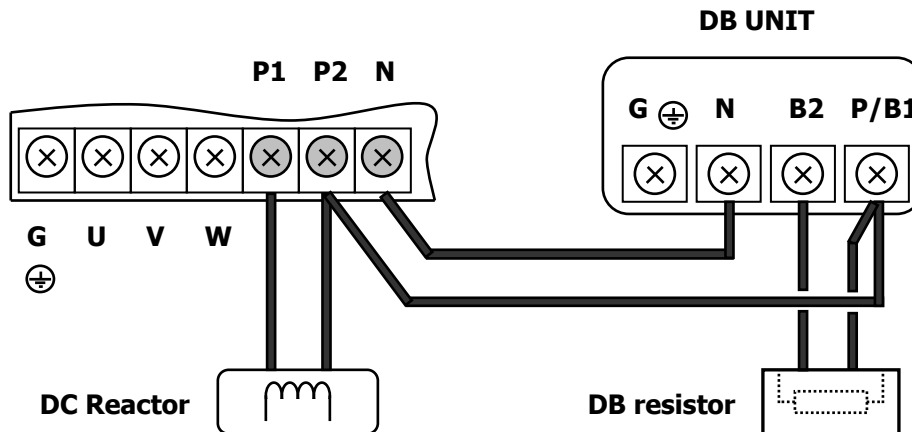 DB UNIT
P1 P2 N
G N B2 P/B1
G U V W
DC Reactor
DB resistor